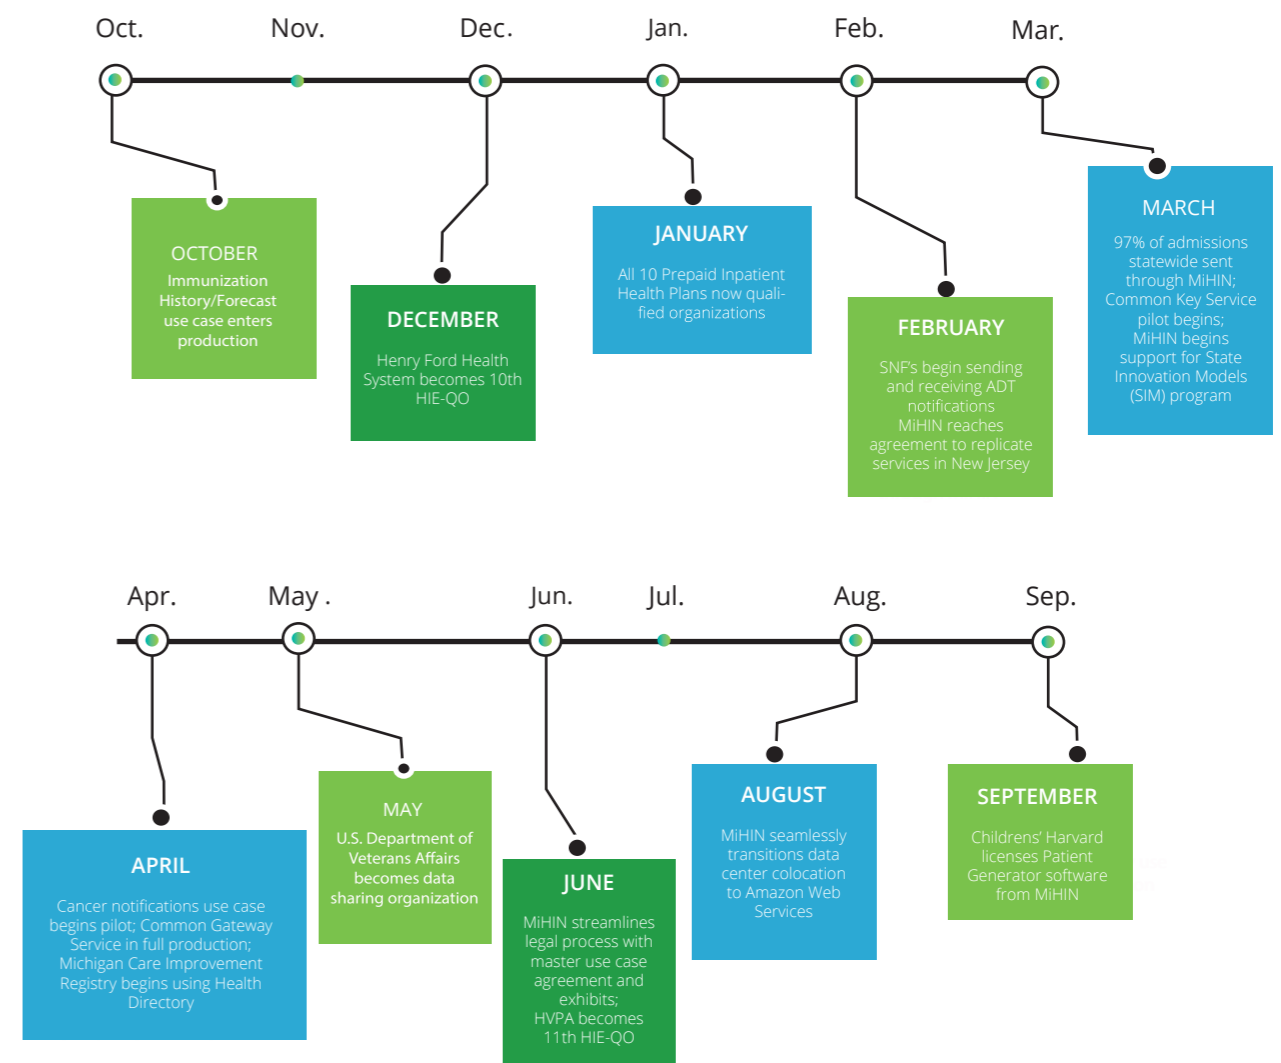 Oct.
Nov.
Dec.
Jan.
Feb.
Mar.
OCTOBER
Immunization
History/Forecast
use case enters
production
DECEMBER
Henry Ford Health
System becomes 10th
HIE-QO
JANUARY
All 10 Prepaid Inpatient
Health Plans now quali-
fied organizations
FEBRUARY
SNF's begin sending
and receiving ADT
notifications
MiHIN reaches
agreement to replicate
services in New Jersey
MARCH
97% of admissions
statewide sent
through MiHIN;
Common Key Service
pilot begins;
MiHIN begins
support for State
Innovation Models
(SIM) program
Apr.
May .
Jun.
Jul.
Aug.
Sep.
APRIL
Cancer notifications use case
begins pilot; Common Gateway
Service in full production;
Michigan Care Improvement
Registry begins using Health
Directory
MAY
U.S. Department of
Veterans Affairs
becomes data
sharing organization
JUNE
MiHIN streamlines
legal process with
master use case
agreement and
exhibits;
HVPA becomes
11th HIE-QO
AUGUST
MiHIN seamlessly
transitions data
center colocation
to Amazon Web
Services
SEPTEMBER
Childrens' Harvard
licenses Patient
Generator software
from MiHIN